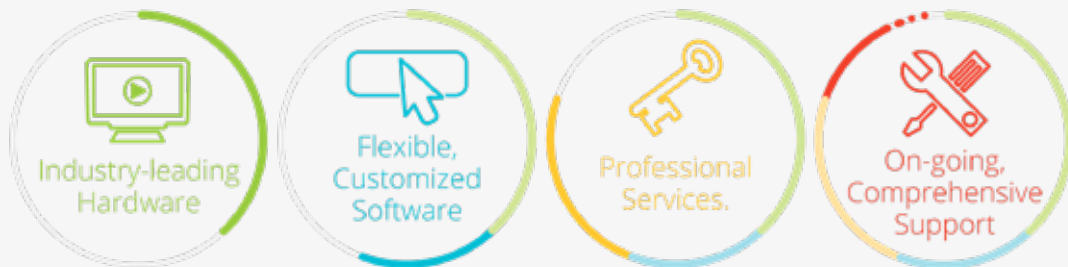 Industry-leading
Hardware
Flexible,
Customized
Software
Professional
Services.
On-going,
Comprehensive
Support